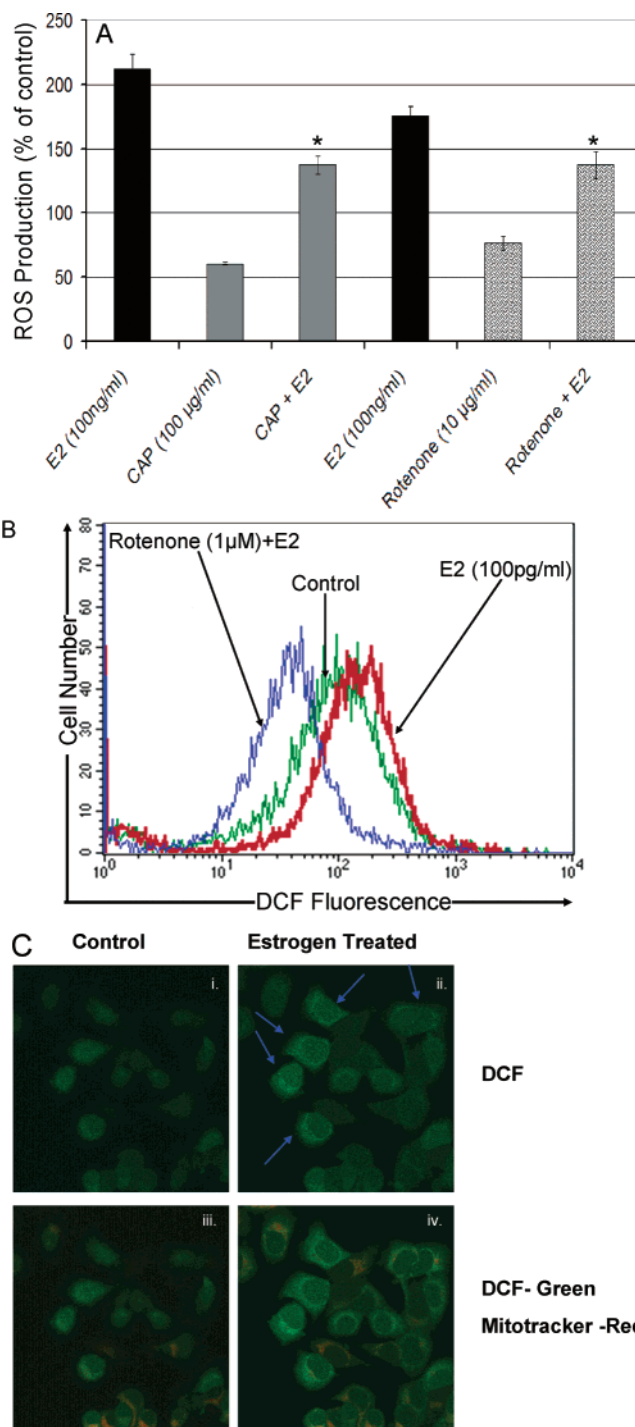 A
ROS Production (% of control)
250
200
150
100
50
0
*
*
E2 (100ng/ml)
CAP (100 µg/ml)
CAP + E2
E2 (100ng/ml)
Rotenone (10 µg/ml)
Rotenone + E2
B
Rotenone (1µM)+E2
Control
E2 (100pg/ml)
Cell Number
80
70
60
50
40
30
20
10
0
10⁰
10¹
10²
10³
10⁴
DCF Fluorescence
C
Control
Estrogen Treated
i.
ii.
DCF
iii.
iv.
DCF- Green
Mitotracker -Red